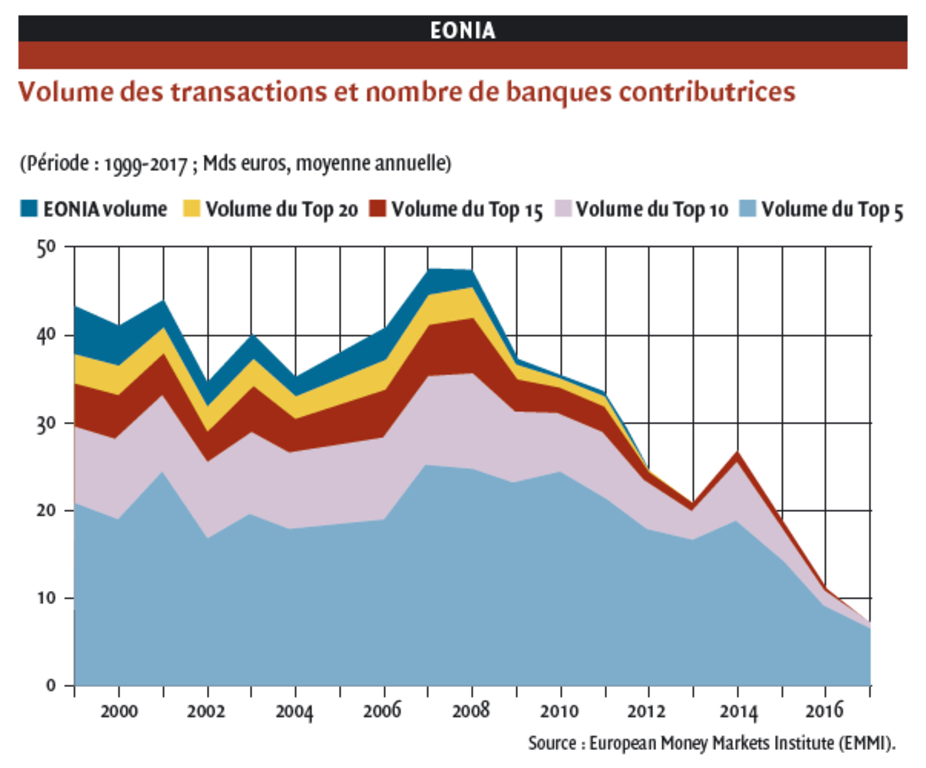 EONIA
Volume des transactions et nombre de banques contributrices
(Période : 1999-2017 ; Mds euros, moyenne annuelle)
EONIA volume Volume du Top 20 Volume du Top 15 Volume du Top 10 Volume du Top 5
50
40
30
20
10
0
2000 2002 2004 2006 2008 2010 2012 2014 2016
Source : European Money Markets Institute (EMMI).